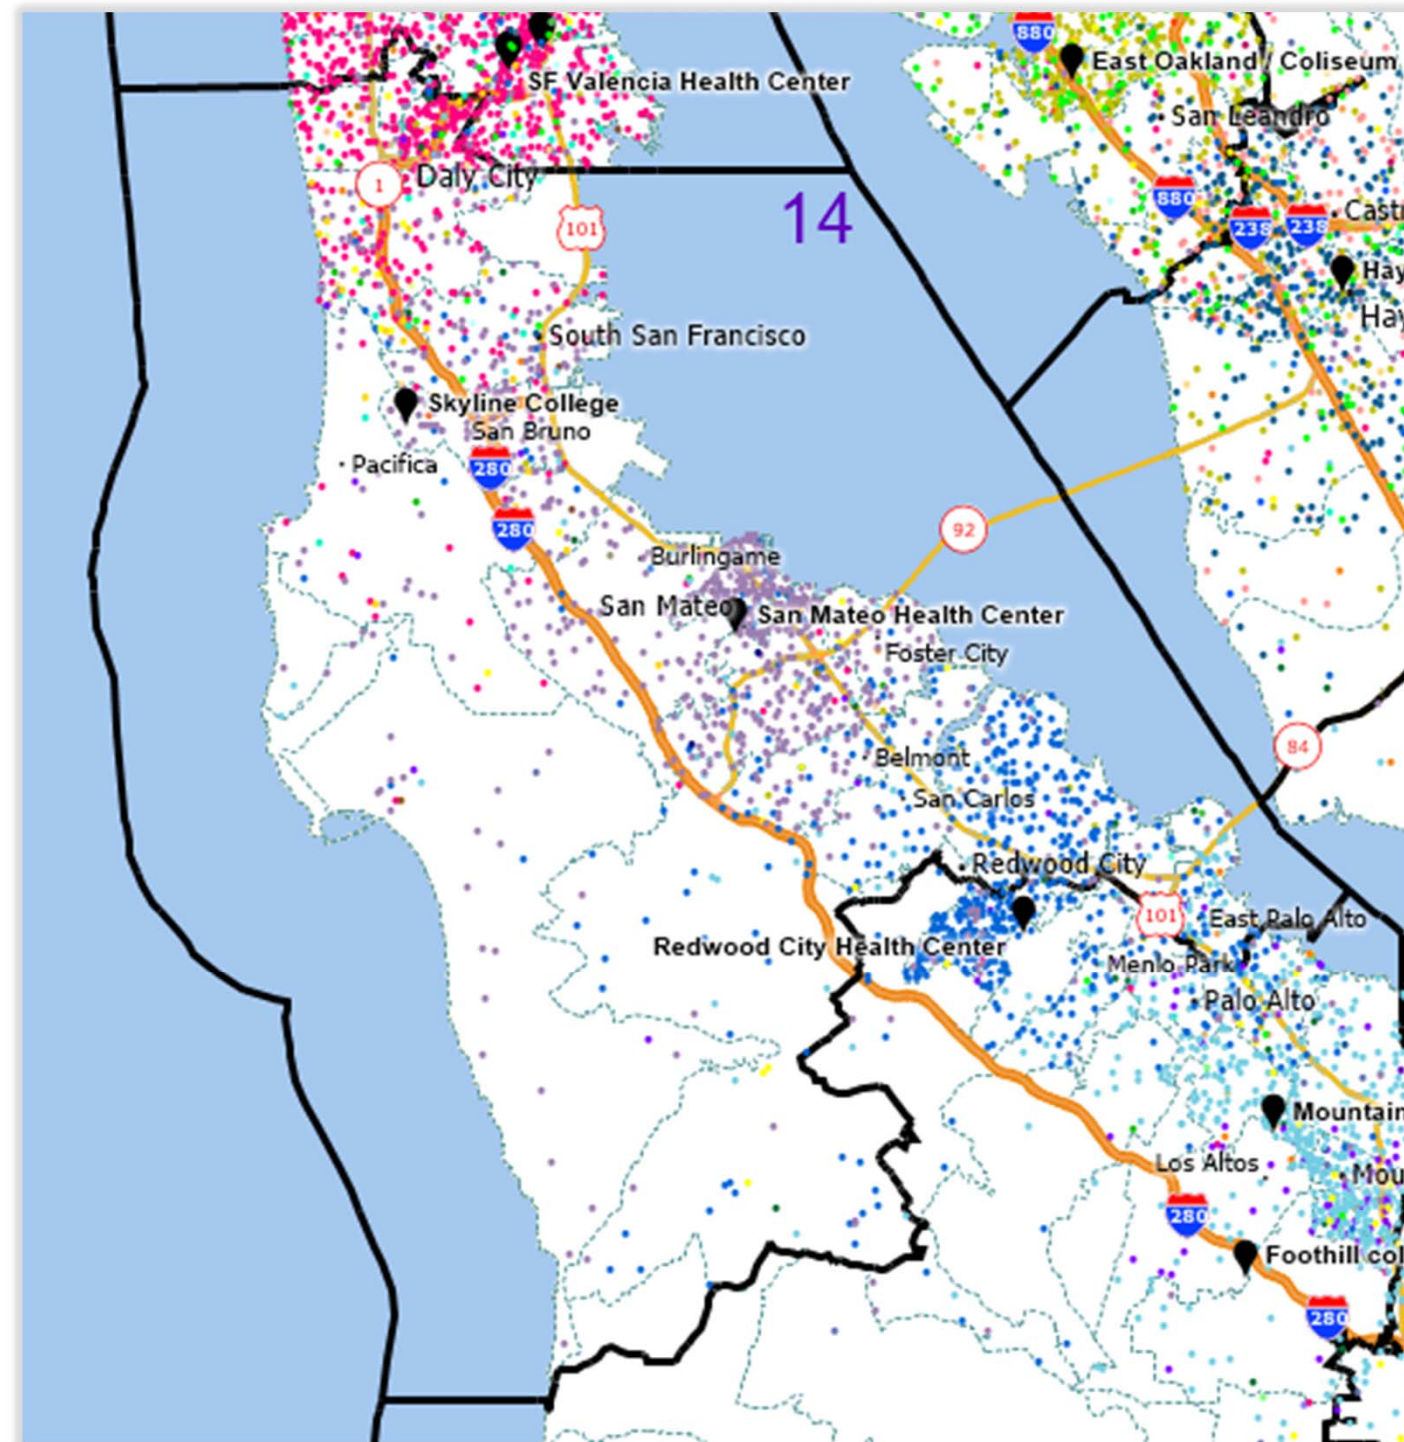 880
East Oakland / Coliseum
SF Valencia Health Center
San Leandro
1
Daly City
880
14
101
238
238
Castr
Hay
Hay
South San Francisco
Skyline College
San Bruno
Pacifica
280
280
92
Burlingame
San Mateo
San Mateo Health Center
Foster City
84
Belmont
San Carlos
Redwood City
101
East Palo Alto
Redwood City Health Center
Menlo Park
Palo Alto
Mountain
Los Altos
Mou
280
Foothill col
280